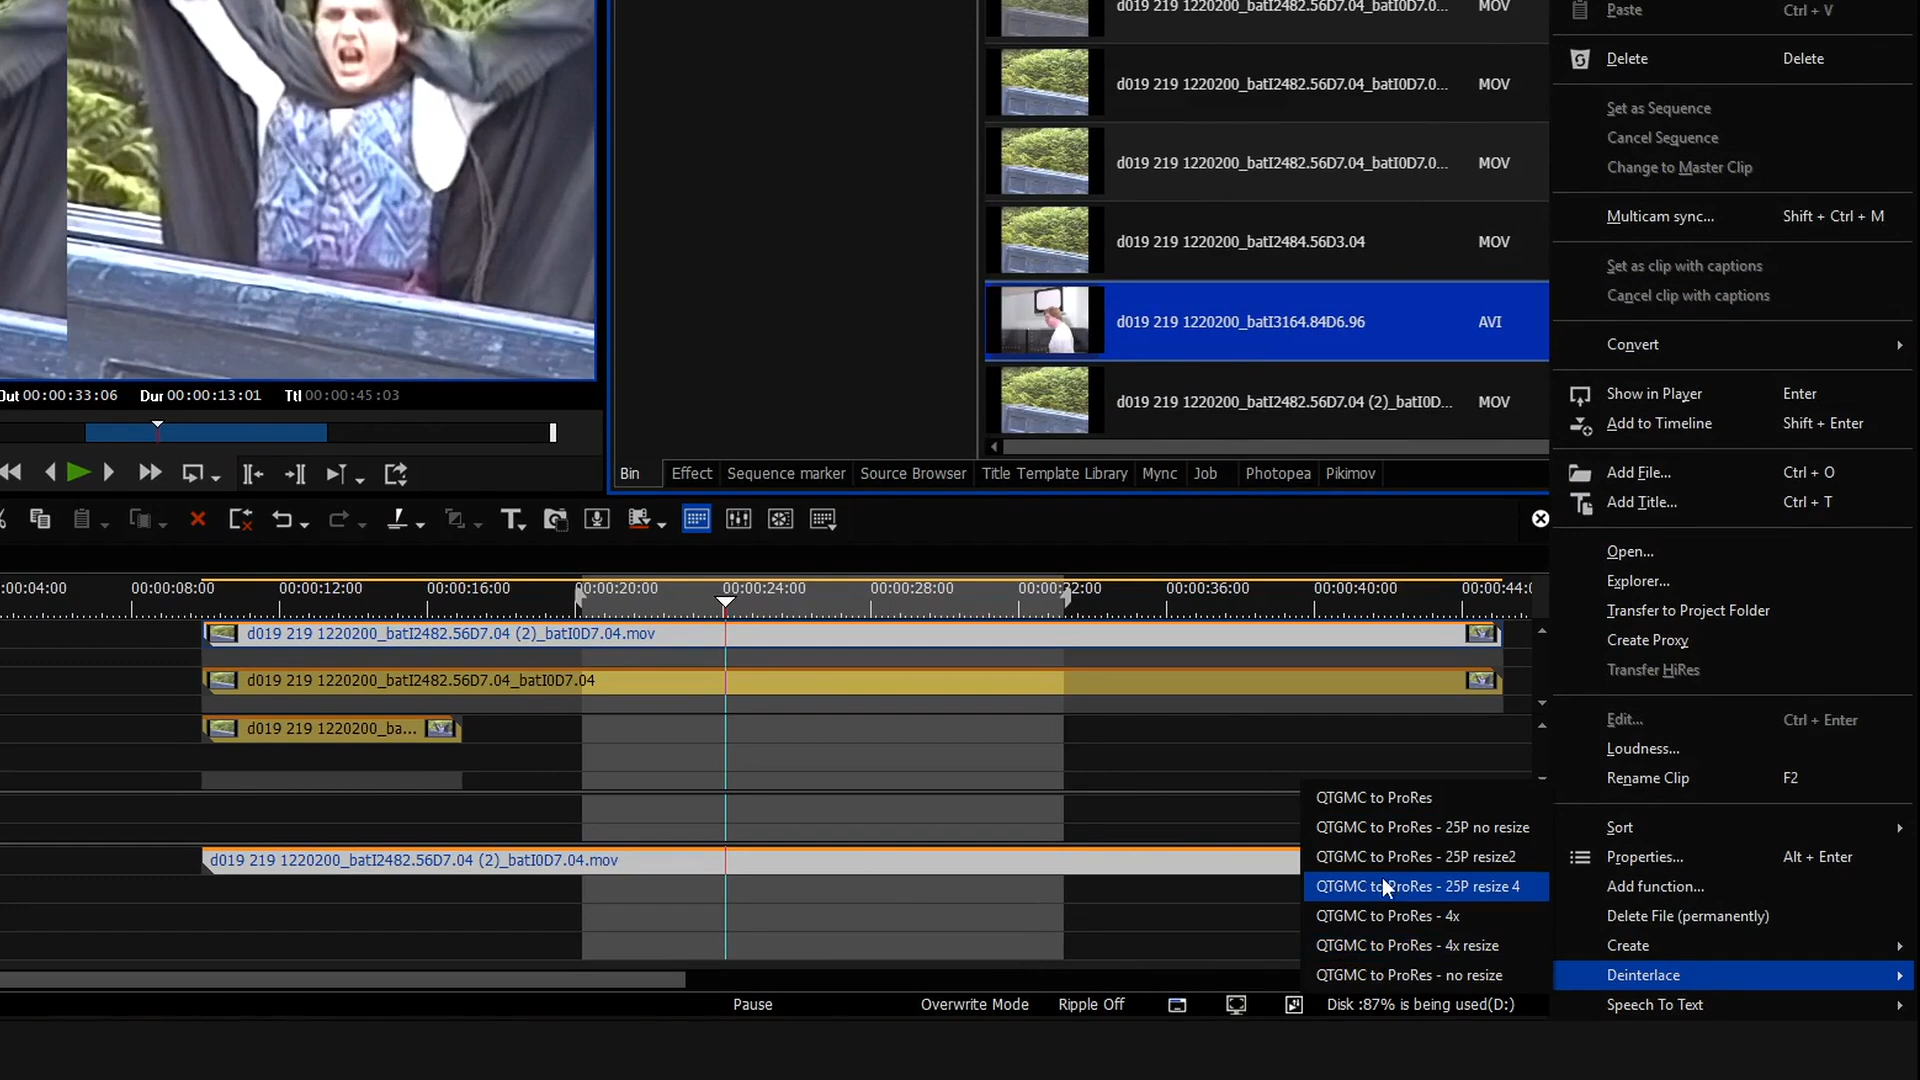 d019 219 1220200_batI2482.56D7.04_batI0D7.0... MOV
d019 219 1220200_batI2482.56D7.04_batI0D7.0... MOV
d019 219 1220200_batI2482.56D7.04_batI0D7.0... MOV
d019 219 1220200_batI2484.56D3.04 MOV
d019 219 1220200_batI3164.84D6.96 AVI
d019 219 1220200_batI2482.56D7.04 (2)_batI0D... MOV
Out 00:00:33:06 Dur 00:00:13:01 Ttl 00:00:45:03
Bin Effect Sequence marker Source Browser Title Template Library Mync Job Photopea Pikimov
:00:04:00 00:00:08:00 00:00:12:00 00:00:16:00 00:00:20:00 00:00:24:00 00:00:28:00 00:00:32:00 00:00:36:00 00:00:40:00 00:00:44:0
d019 219 1220200_batI2482.56D7.04 (2)_batI0D7.04.mov
d019 219 1220200_batI2482.56D7.04_batI0D7.04
d019 219 1220200_ba...
d019 219 1220200_batI2482.56D7.04 (2)_batI0D7.04.mov
Pause Overwrite Mode Ripple Off Disk :87% is being used(D:)
Paste Ctrl + V
Delete Delete
Set as Sequence
Cancel Sequence
Change to Master Clip
Multicam sync... Shift + Ctrl + M
Set as clip with captions
Cancel clip with captions
Convert
Show in Player Enter
Add to Timeline Shift + Enter
Add File... Ctrl + O
Add Title... Ctrl + T
Open...
Explorer...
Transfer to Project Folder
Create Proxy
Transfer HiRes
Edit... Ctrl + Enter
Loudness...
Rename Clip F2
Sort
Properties... Alt + Enter
Add function...
Delete File (permanently)
Create
Deinterlace
Speech To Text
QTGMC to ProRes
QTGMC to ProRes - 25P no resize
QTGMC to ProRes - 25P resize2
QTGMC to ProRes - 25P resize 4
QTGMC to ProRes - 4x
QTGMC to ProRes - 4x resize
QTGMC to ProRes - no resize